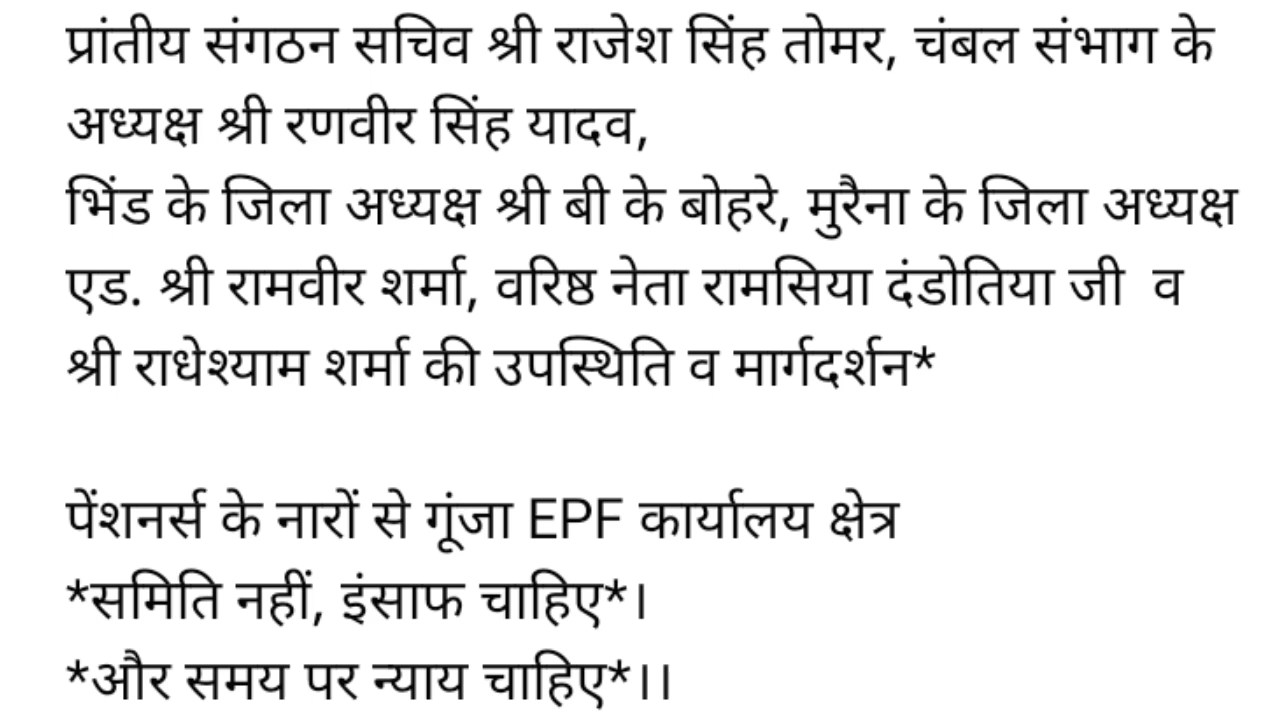 प्रांतीय संगठन सचिव श्री राजेश सिंह तोमर, चंबल संभाग के
अध्यक्ष श्री रणवीर सिंह यादव,
भिंड के जिला अध्यक्ष श्री बी के बोहरे, मुरैना के जिला अध्यक्ष
एड. श्री रामवीर शर्मा, वरिष्ठ नेता रामसिया दंडोतिया जी  व
श्री राधेश्याम शर्मा की उपस्थिति व मार्गदर्शन*
पेंशनर्स के नारों से गूंजा EPF कार्यालय क्षेत्र
*समिति नहीं, इंसाफ चाहिए*।
*और समय पर न्याय चाहिए*।।